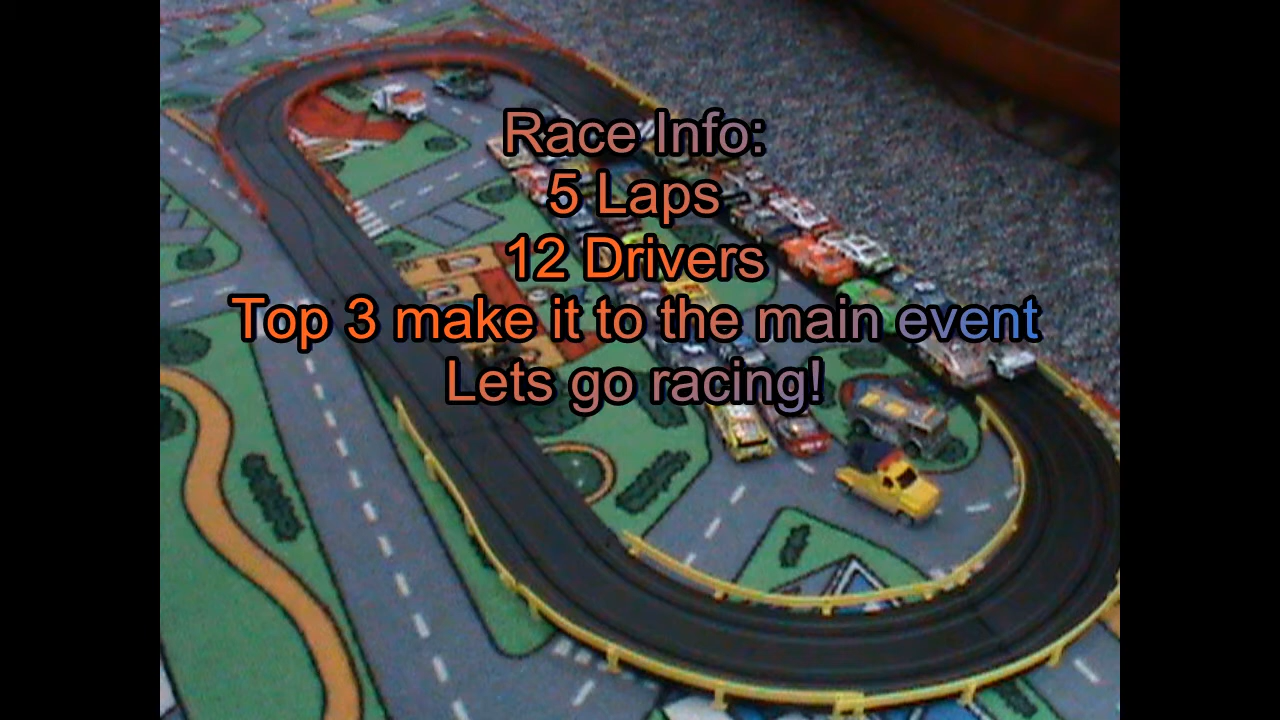 Race Info:
5 Laps
12 Drivers
Top 3 make it to the main event
Lets go racing!